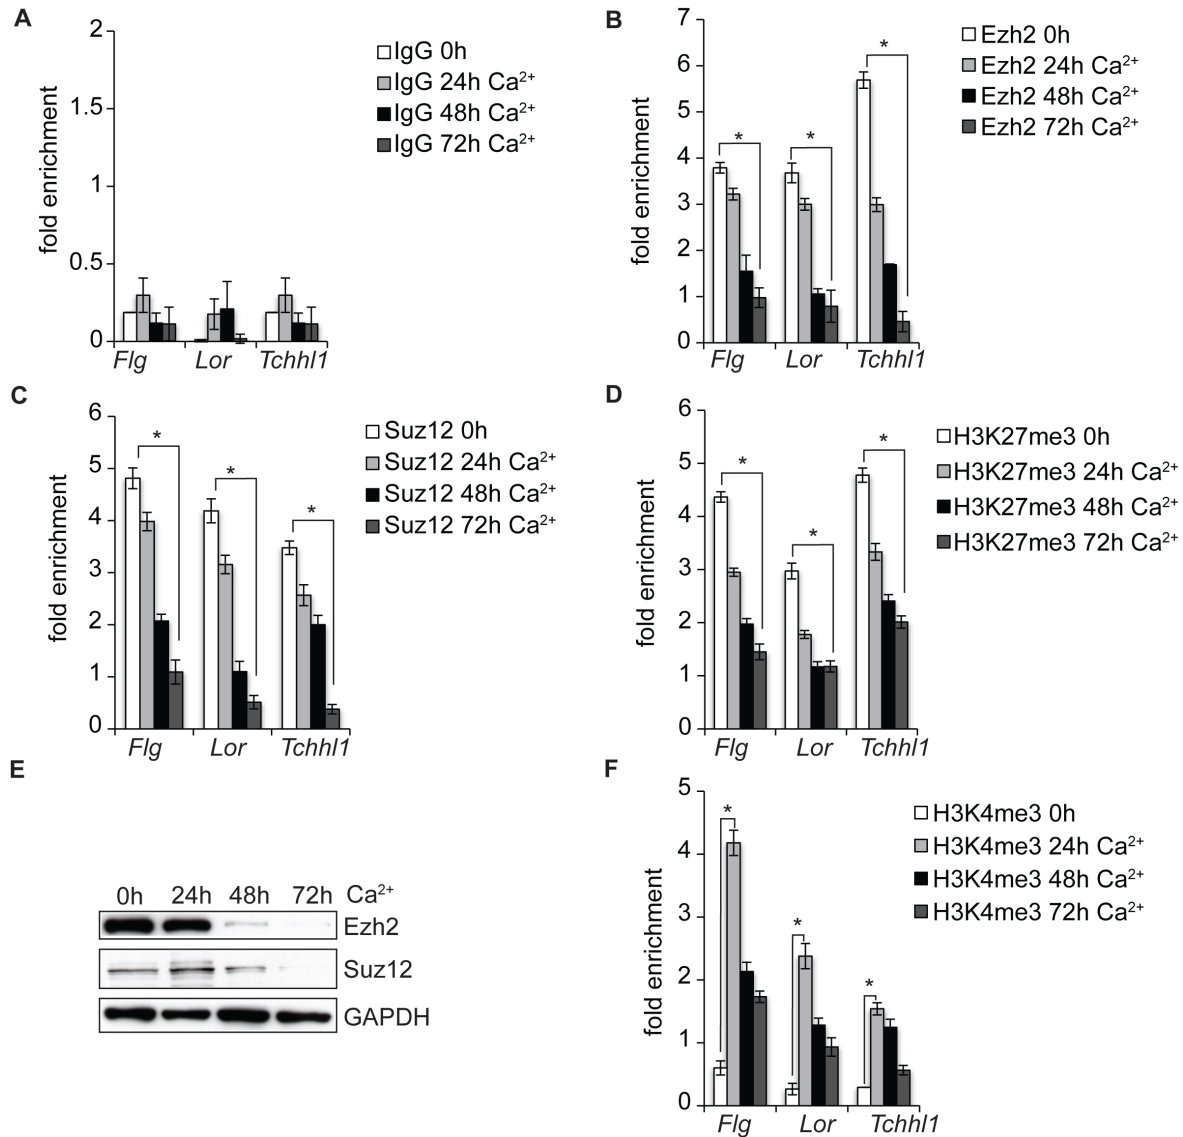 A
2
1.5
1
0.5
0
fold enrichment
IgG 0h
IgG 24h Ca²⁺
IgG 48h Ca²⁺
IgG 72h Ca²⁺
Flg Lor Tchhl1
B
7
6
5
4
3
2
1
0
fold enrichment
Ezh2 0h
Ezh2 24h Ca²⁺
Ezh2 48h Ca²⁺
Ezh2 72h Ca²⁺
* * *
Flg Lor Tchhl1
C
6
5
4
3
2
1
0
fold enrichment
Suz12 0h
Suz12 24h Ca²⁺
Suz12 48h Ca²⁺
Suz12 72h Ca²⁺
* * *
Flg Lor Tchhl1
D
6
5
4
3
2
1
0
fold enrichment
H3K27me3 0h
H3K27me3 24h Ca²⁺
H3K27me3 48h Ca²⁺
H3K27me3 72h Ca²⁺
* * *
Flg Lor Tchhl1
E
0h 24h 48h 72h Ca²⁺
Ezh2
Suz12
GAPDH
F
5
4
3
2
1
0
fold enrichment
H3K4me3 0h
H3K4me3 24h Ca²⁺
H3K4me3 48h Ca²⁺
H3K4me3 72h Ca²⁺
* * *
Flg Lor Tchhl1